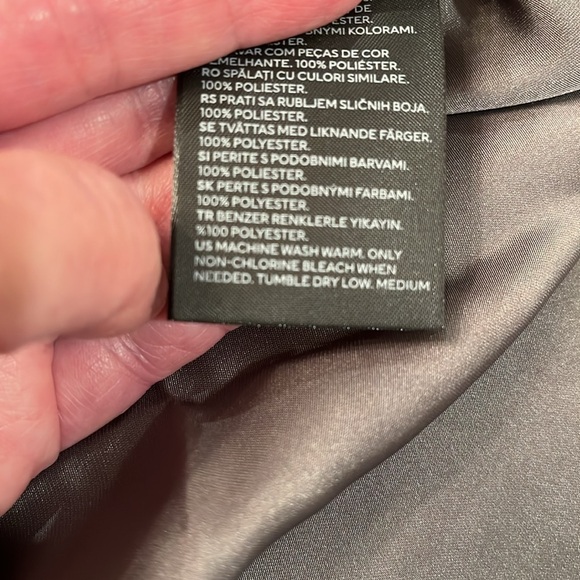 DE
ESTER.
NYMI KOLORAMI.
STER.
VAR COM PEÇAS DE COR
EMELHANTE. 100% POLIÉSTER.
RO SPĂLAȚI CU CULORI SIMILARE.
100% POLIESTER.
RS PRATI SA RUBLJEM SLIČNIH BOJA.
100% POLIESTER.
SE TVÄTTAS MED LIKNANDE FÄRGER.
100% POLYESTER.
SI PERITE S PODOBNIMI BARVAMI.
100% POLIESTER.
SK PERTE S PODOBNÝMI FARBAMI.
100% POLYESTER.
TR BENZER RENKLERLE YIKAYIN.
%100 POLYESTER.
US MACHINE WASH WARM. ONLY
NON-CHLORINE BLEACH WHEN
NEEDED. TUMBLE DRY LOW. MEDIUM